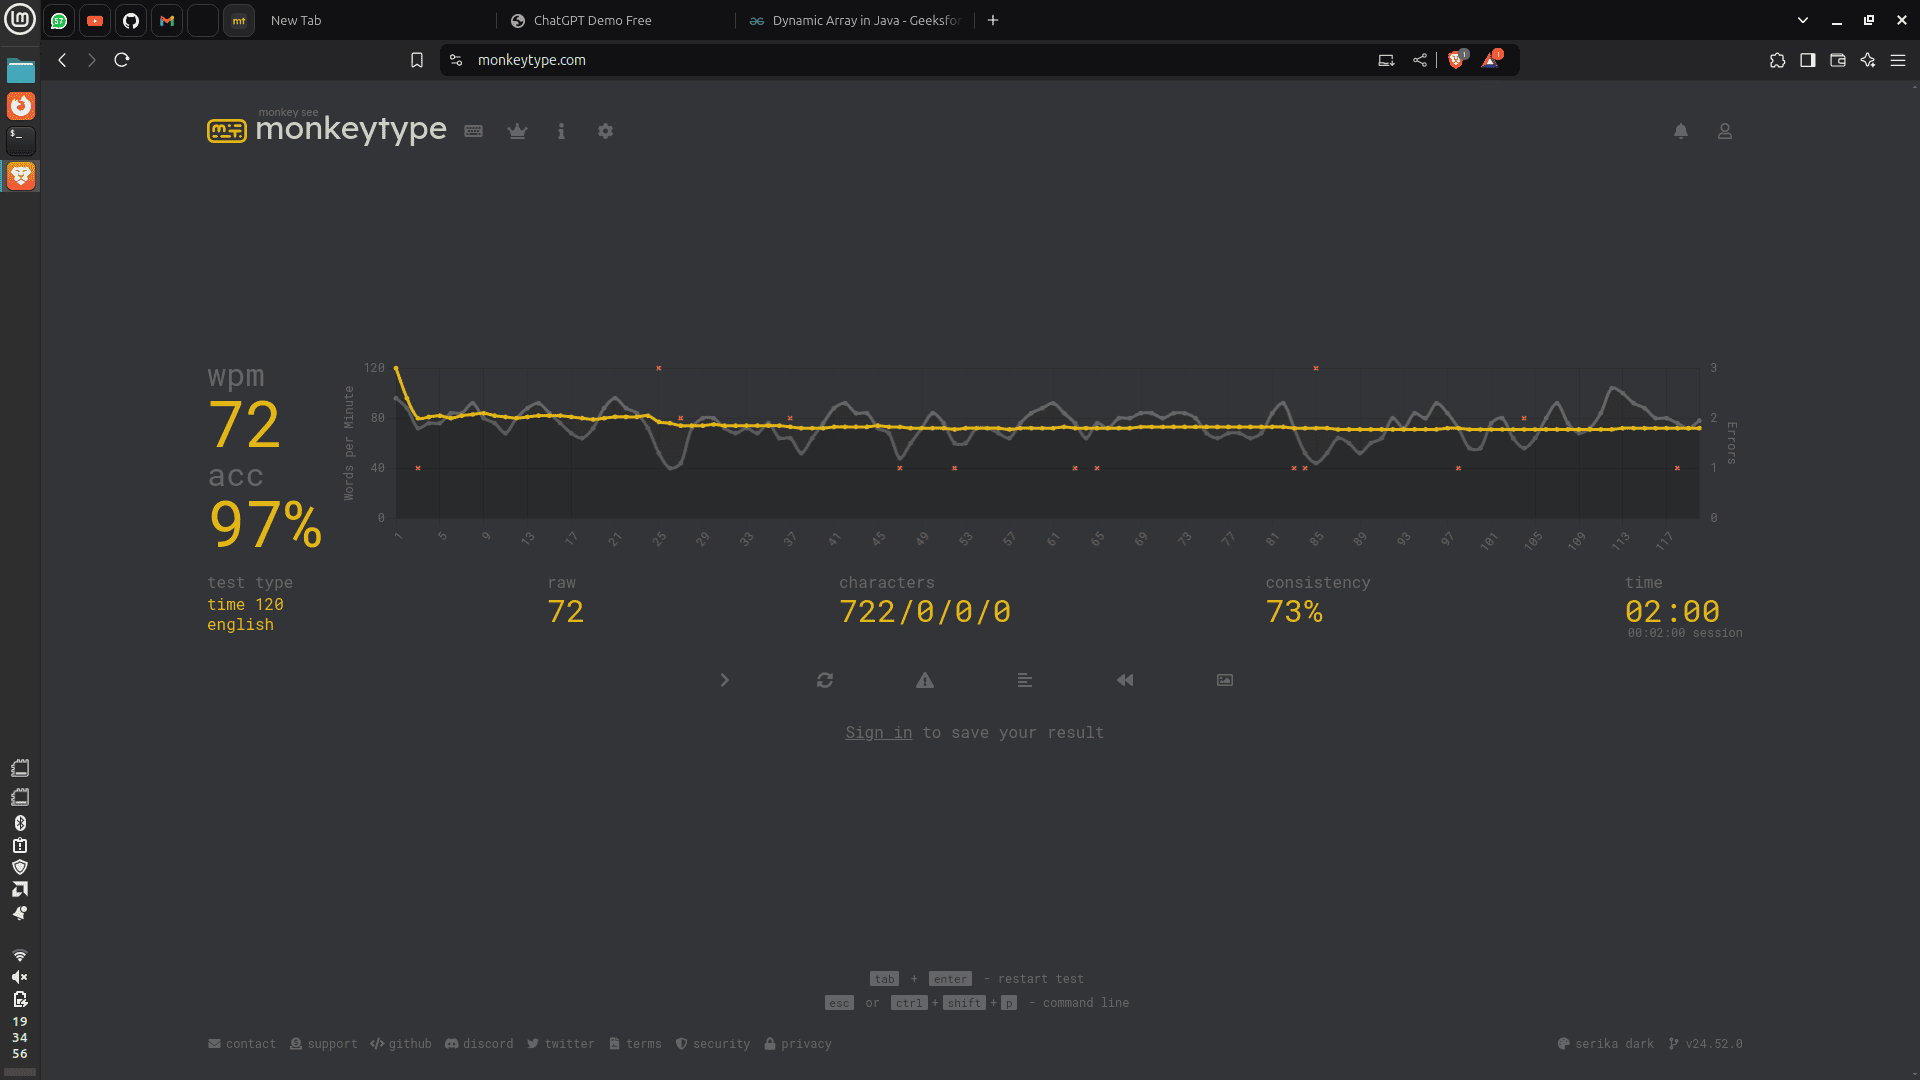 57
mt
New Tab
ChatGPT Demo Free
Dynamic Array in Java - Geeksfor
monkeytype.com
1
1
monkey see
monkeytype
wpm
72
acc
97%
Words per Minute
120
80
40
0
3
2
1
0
Errors
1 5 9 13 17 21 25 29 33 37 41 45 49 53 57 61 65 69 73 77 81 85 89 93 97 101 105 109 113 117
test type
time 120
english
raw
72
characters
722/0/0/0
consistency
73%
time
02:00
00:02:00 session
Sign in to save your result
tab + enter - restart test
esc or ctrl + shift + p - command line
contact support github discord twitter terms security privacy
serika dark v24.52.0
19
34
56